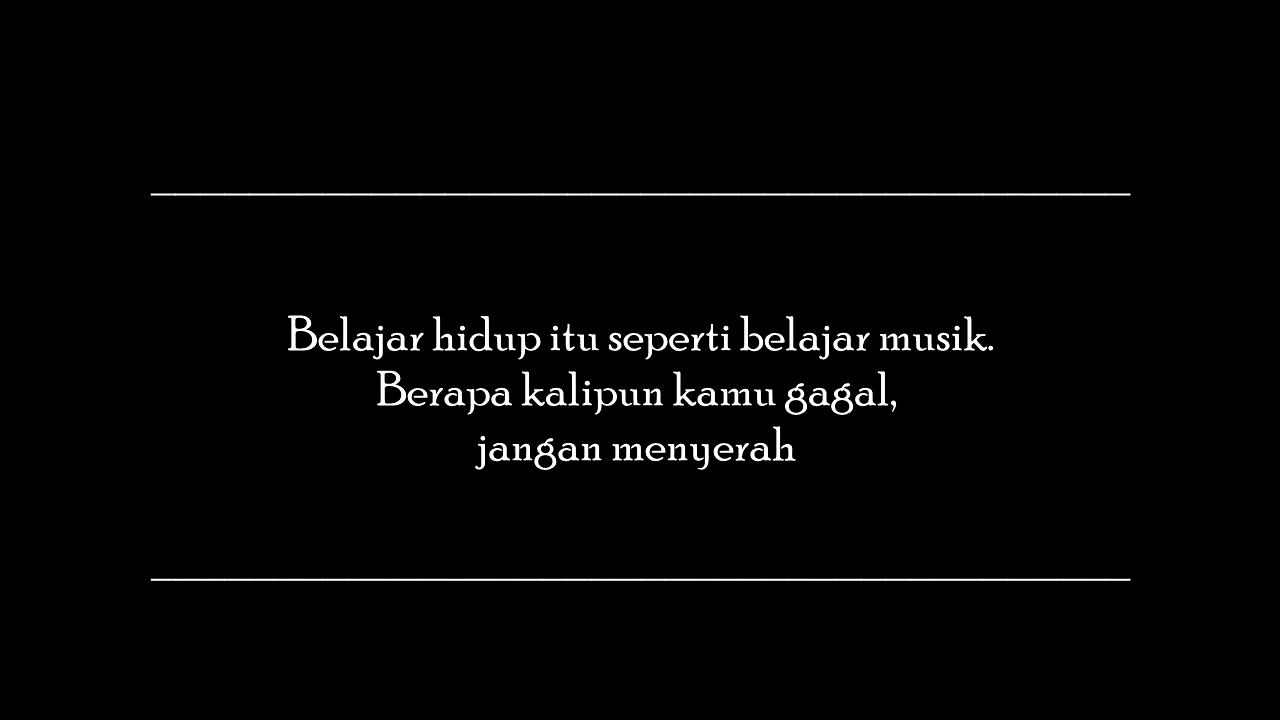 Belajar hidup itu seperti belajar musik.
Berapa kalipun kamu gagal,
jangan menyerah